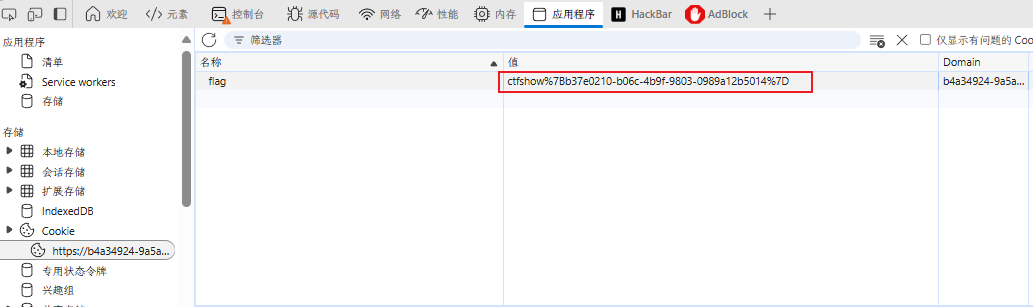 欢迎 元素 控制台 源代码 网络 性能 内存 应用程序 H HackBar AdBlock
应用程序
筛选器 仅显示有问题的 Coo
清单
Service workers
存储
名称 值 Domain
flag ctfshow%7Bb37e0210-b06c-4b9f-9803-0989a12b5014%7D b4a34924-9a5a...
存储
本地存储
会话存储
扩展存储
IndexedDB
Cookie
https://b4a34924-9a5a...
专用状态令牌
兴趣组